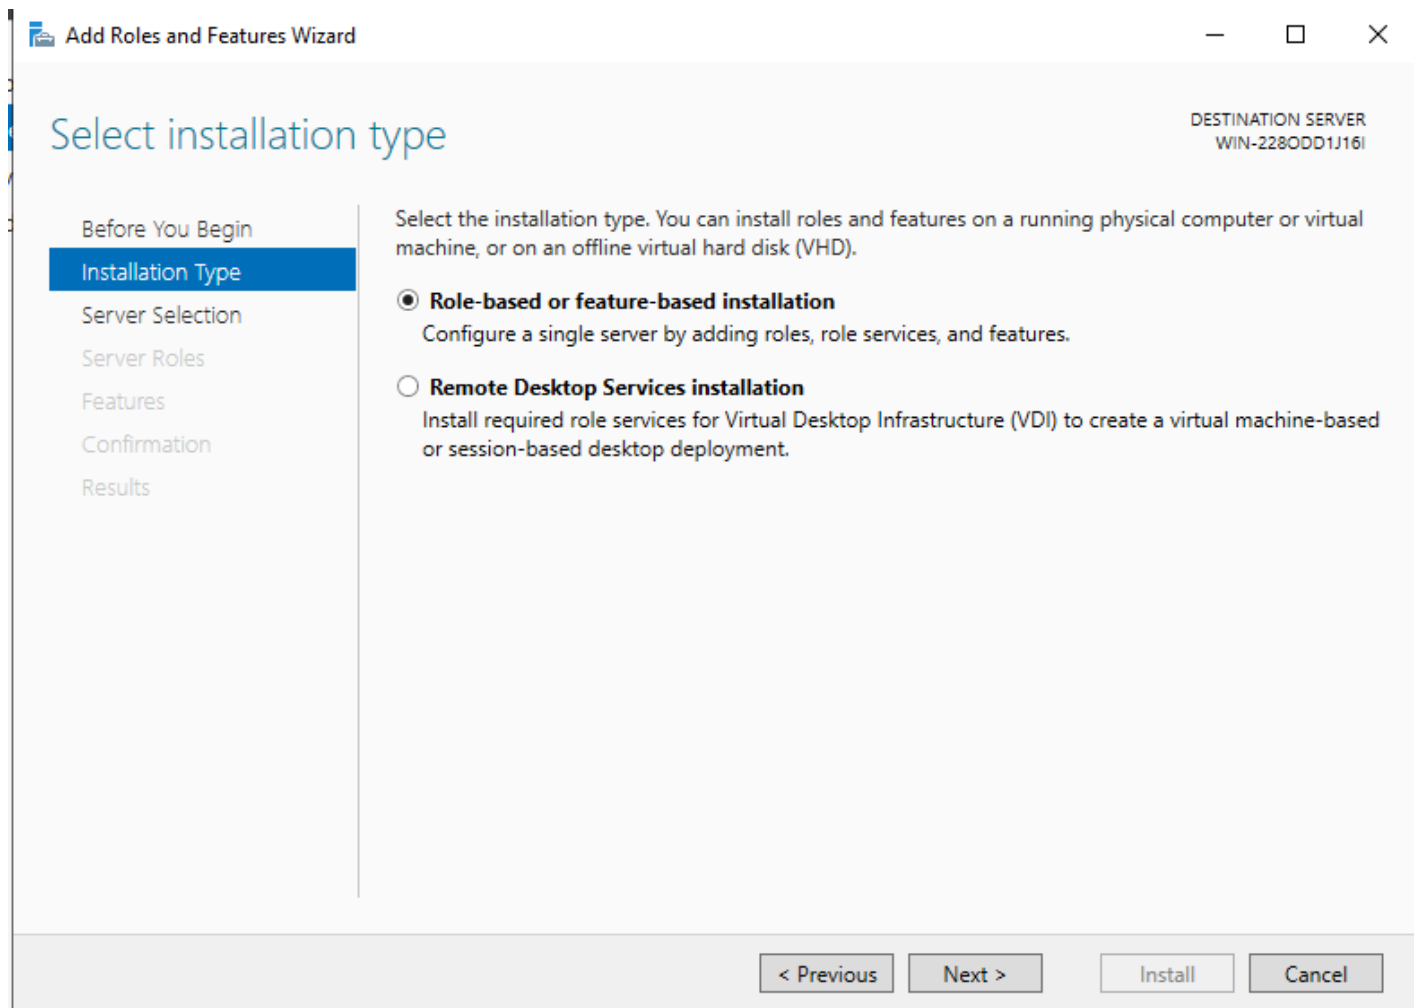 Add Roles and Features Wizard
Select installation type
DESTINATION SERVER
WIN-228ODD1J16I
Before You Begin
Installation Type
Server Selection
Server Roles
Features
Confirmation
Results
Select the installation type. You can install roles and features on a running physical computer or virtual
machine, or on an offline virtual hard disk (VHD).
Role-based or feature-based installation
Configure a single server by adding roles, role services, and features.
Remote Desktop Services installation
Install required role services for Virtual Desktop Infrastructure (VDI) to create a virtual machine-based
or session-based desktop deployment.
< Previous
Next >
Install
Cancel